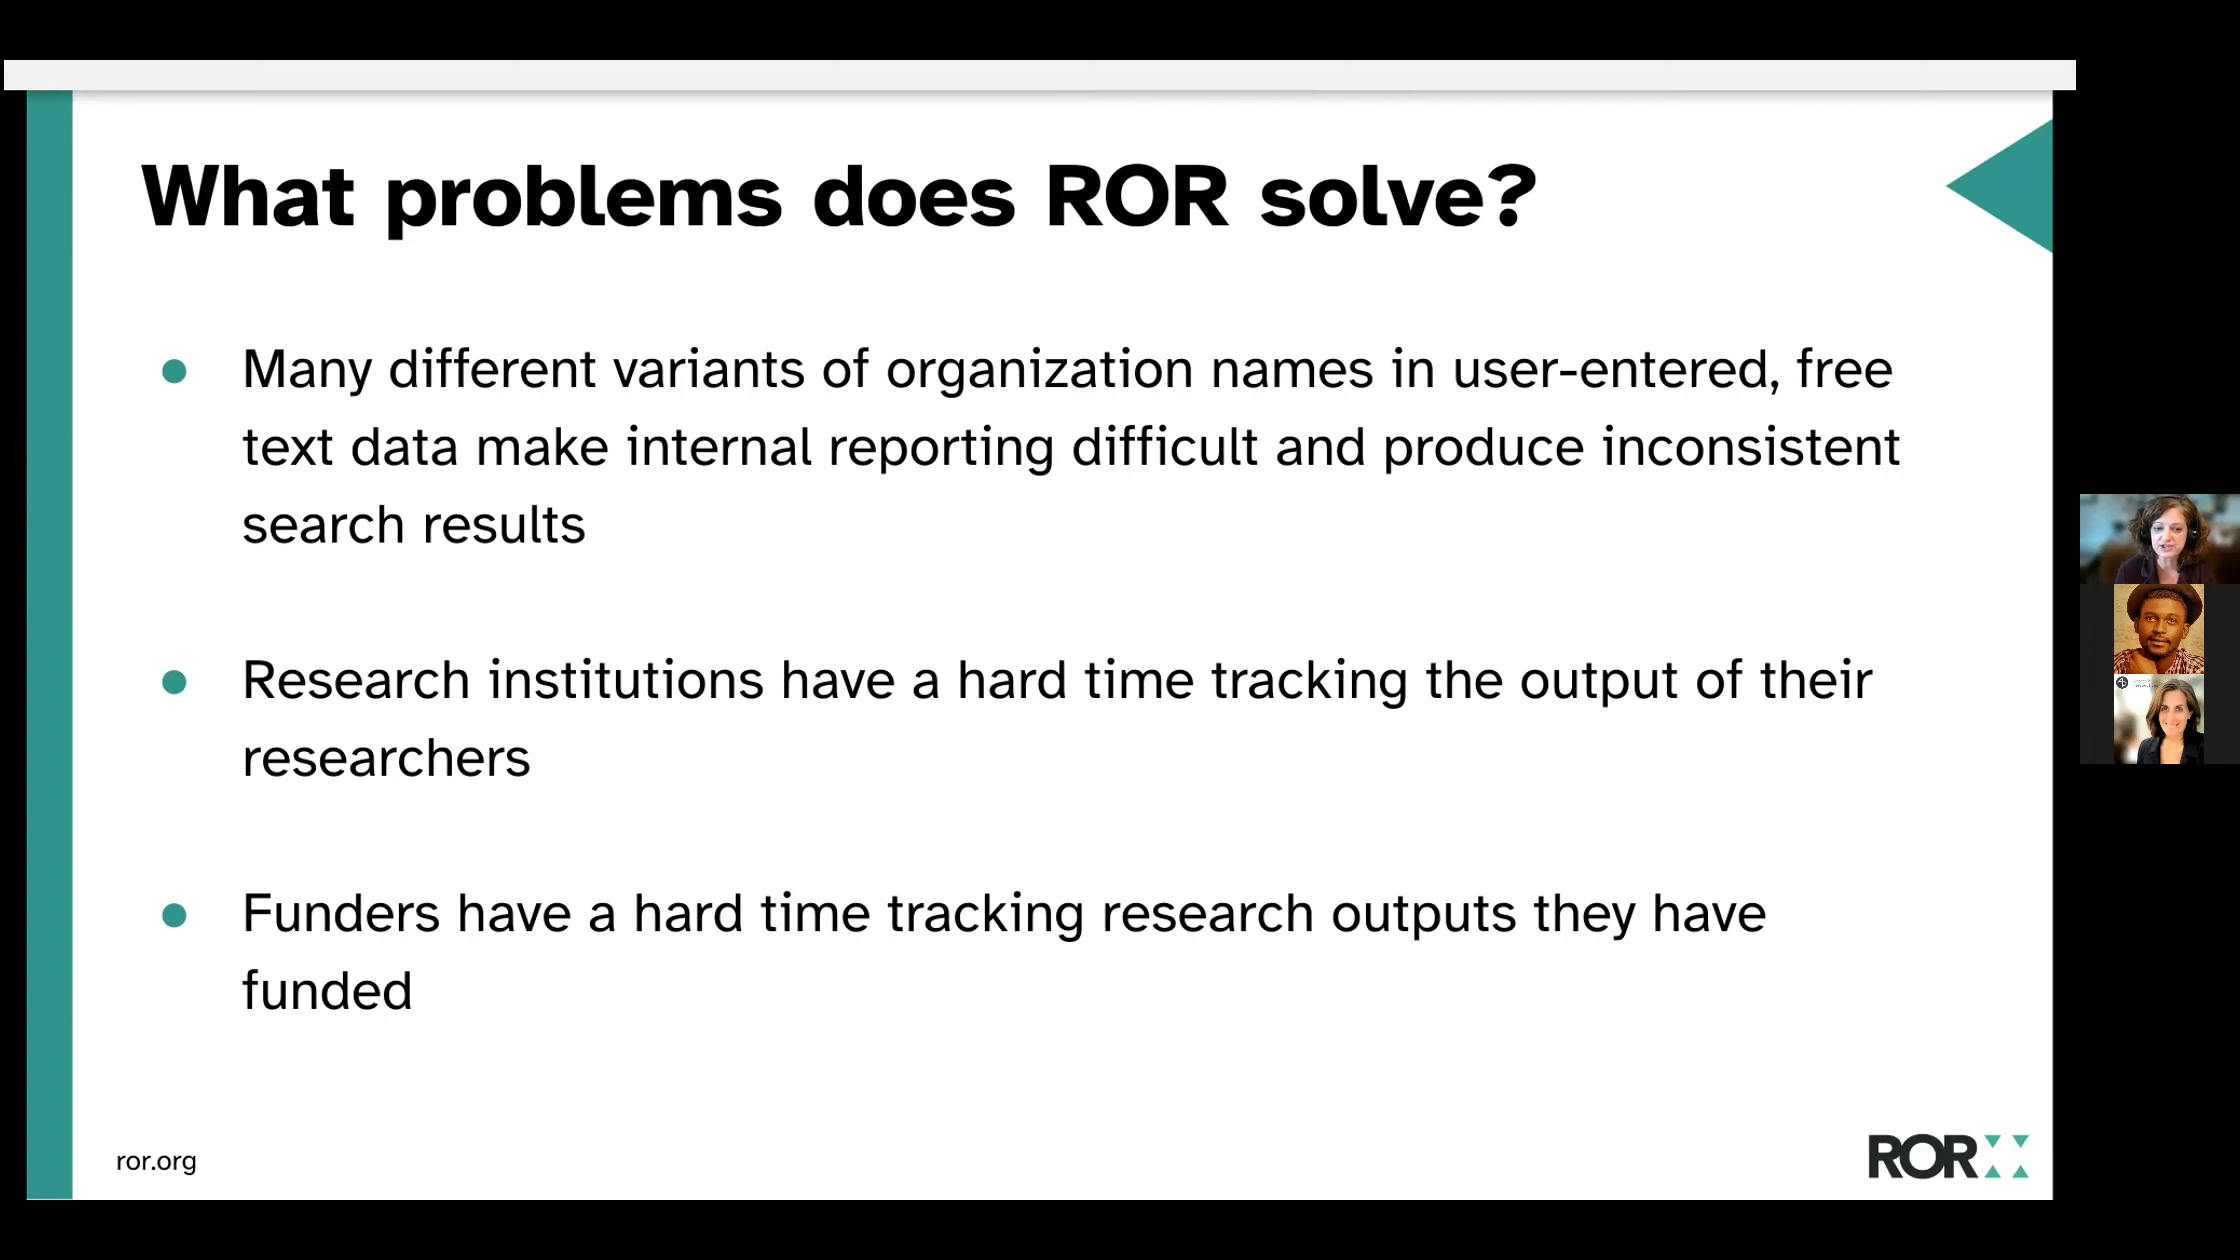 What problems does ROR solve?
● Many different variants of organization names in user-entered, free
text data make internal reporting difficult and produce inconsistent
search results
● Research institutions have a hard time tracking the output of their
researchers
● Funders have a hard time tracking research outputs they have
funded
ror.org
ROR